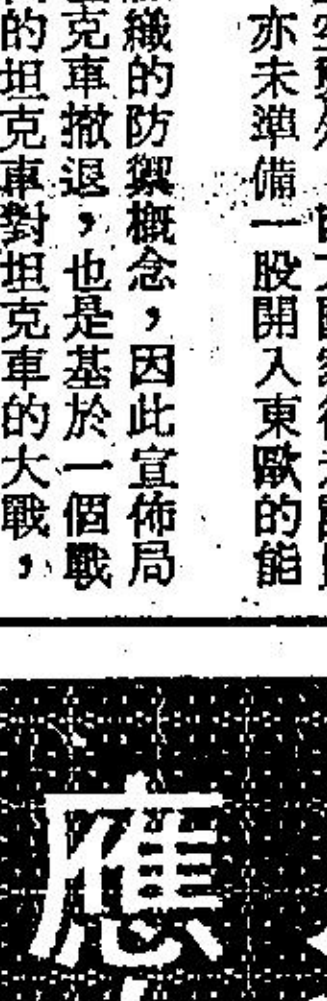 亦未準備一股開入東歐的能
織的防禦概念，因此宣佈局
克車撤退，也是基於一個戰
的坦克車對坦克車的大戰，
應